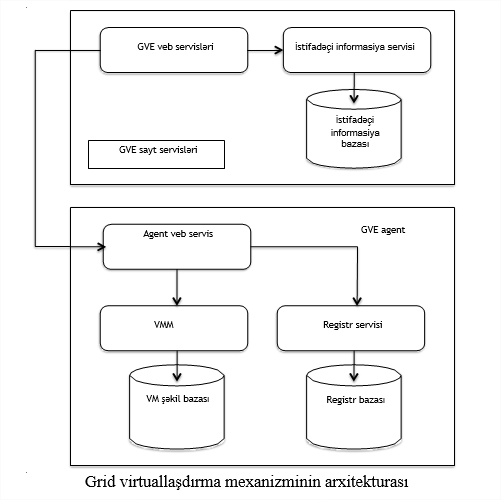 GVE veb servisləri
İstifadəçi informasiya servisi
İstifadəçi
informasiya
bazası
GVE sayt servisləri
Agent veb servis
GVE agent
VMM
Registr servisi
VM şəkil bazası
Registr bazası
Grid virtuallaşdırma mexanizminin arxitekturası